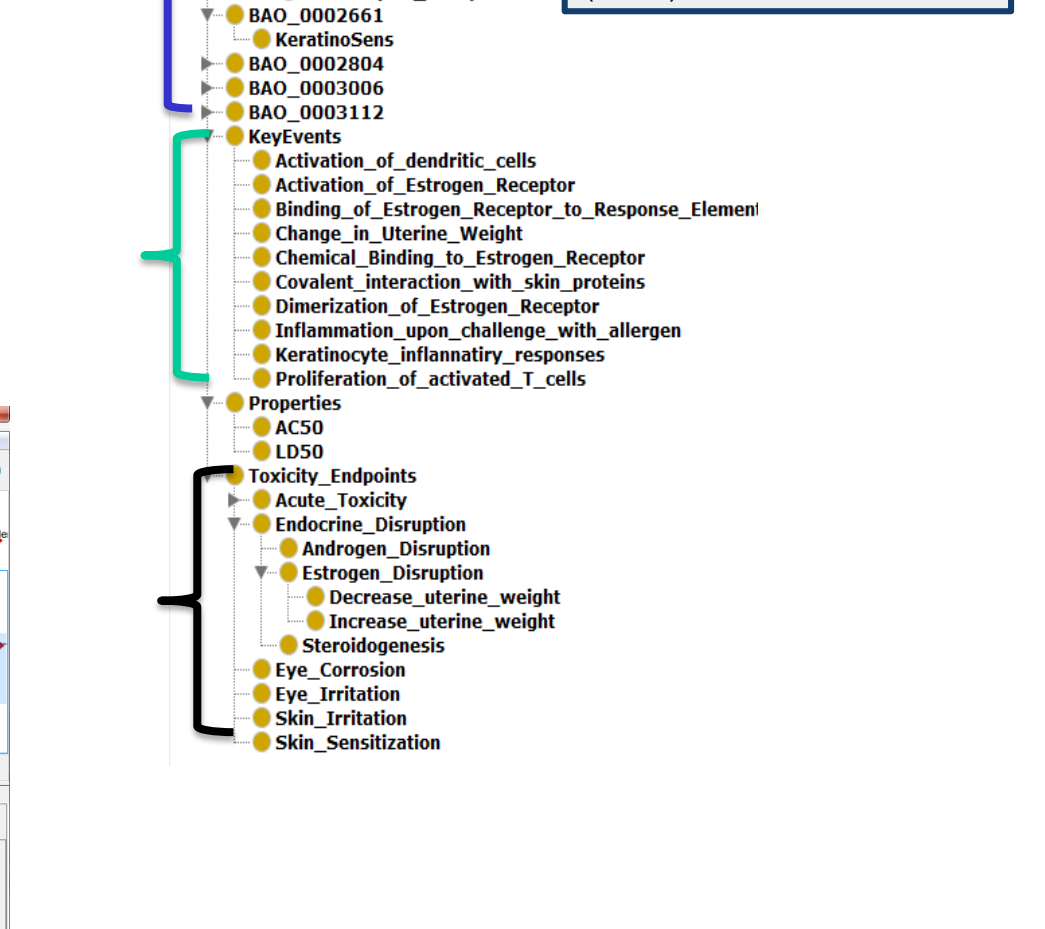 BAO_0002661
KeratinoSens
BAO_0002804
BAO_0003006
BAO_0003112
KeyEvents
Activation_of_dendritic_cells
Activation_of_Estrogen_Receptor
Binding_of_Estrogen_Receptor_to_Response_Element
Change_in_Uterine_Weight
Chemical_Binding_to_Estrogen_Receptor
Covalent_interaction_with_skin_proteins
Dimerization_of_Estrogen_Receptor
Inflammation_upon_challenge_with_allergen
Keratinocyte_inflannatiry_responses
Proliferation_of_activated_T_cells
Properties
AC50
LD50
Toxicity_Endpoints
Acute_Toxicity
Endocrine_Disruption
Androgen_Disruption
Estrogen_Disruption
Decrease_uterine_weight
Increase_uterine_weight
Steroidogenesis
Eye_Corrosion
Eye_Irritation
Skin_Irritation
Skin_Sensitization